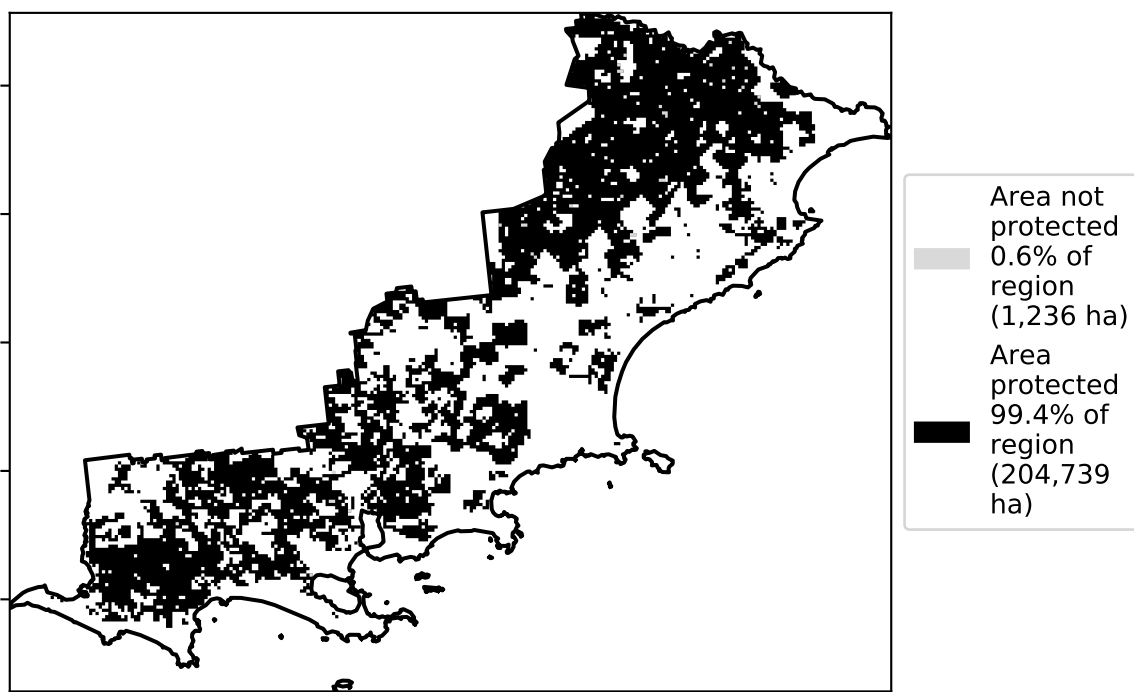 Area not
protected
0.6% of
region
(1,236 ha)
Area
protected
99.4% of
region
(204,739
ha)